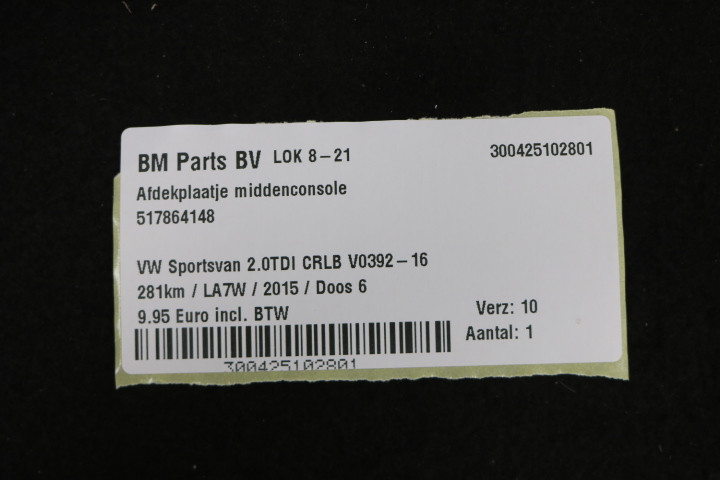 BM Parts BV LOK 8-21 300425102801
Afdekplaatje middenconsole
517864148
VW Sportsvan 2.0TDI CRLB V0392-16
281km / LA7W / 2015 / Doos 6
9.95 Euro incl. BTW
Verz: 10
Aantal: 1
300425102801